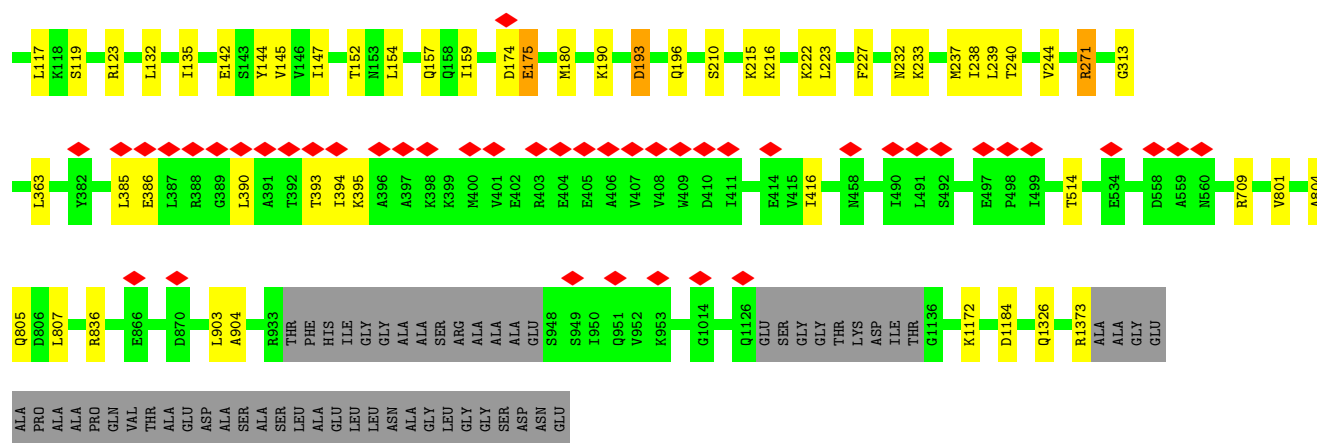 L117 K118 S119 R123 L132 I135 E142 S143 Y144 V145 V146 I147 T152 N153 L154 Q157 Q158 I159 D174 E175 M180 K190 D193 Q196 S210 K215 K216 K222 L223 F227 N232 K233 M237 I238 L239 T240 V244 R271 G313
L363 Y382 L385 E386 L387 R388 G389 L390 A391 T392 T393 I394 K395 A396 A397 K398 K399 M400 V401 E402 R403 E404 E405 A406 V407 V408 W409 D410 I411 E414 V415 I416 N458 I490 L491 S492 E497 P498 I499 T514 E534 D558 A559 N560 R709 V801 A804
Q805 D806 L807 R836 E866 D870 L903 A904 R933 THR PHE HIS ILE GLY GLY ALA ALA SER ARG ALA ALA ALA GLU S948 S949 I950 Q951 V952 K953 G1014 Q1126 GLU SER GLY GLY THR LYS ASP ILE THR G1136 K1172 D1184 Q1326 R1373 ALA ALA GLY GLU
ALA PRO ALA ALA PRO GLN VAL THR ALA GLU ASP ALA SER ALA SER LEU ALA GLU LEU LEU ASN ALA GLY LEU GLY GLY SER ASP ASN GLU